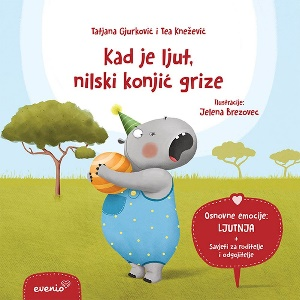 Tatjana Gjurković i Tea Knežević
Kad je ljut,
nilski konjić grize
Ilustracije:
Jelena Brezovec
Osnovne emocije:
LJUTNJA
+
Savjeti za roditelje
i odgojitelje
evenio